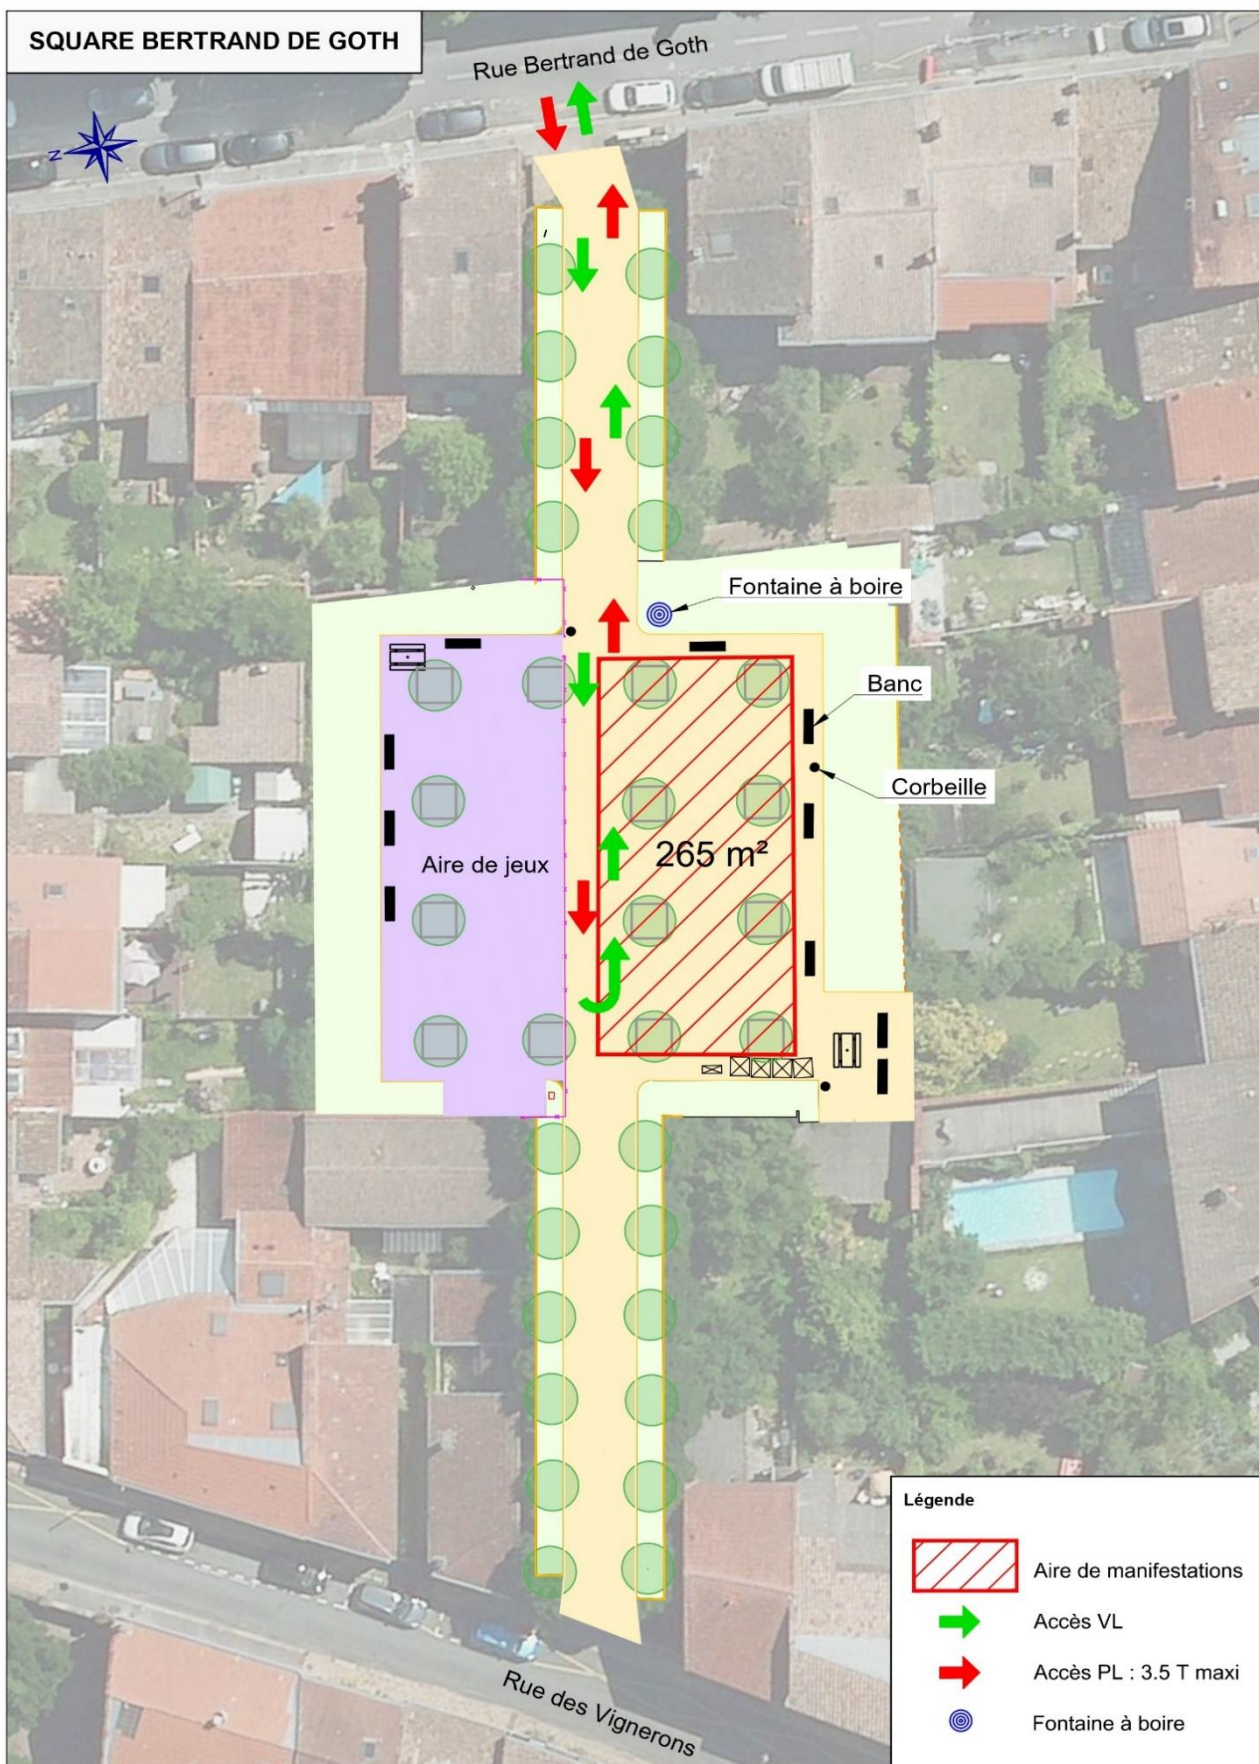 SQUARE BERTRAND DE GOTH
Rue Bertrand de Goth
N
Fontaine à boire
Banc
Corbeille
265 m²
Aire de jeux
Rue des Vignerons
Légende
Aire de manifestations
Accès VL
Accès PL : 3.5 T maxi
Fontaine à boire